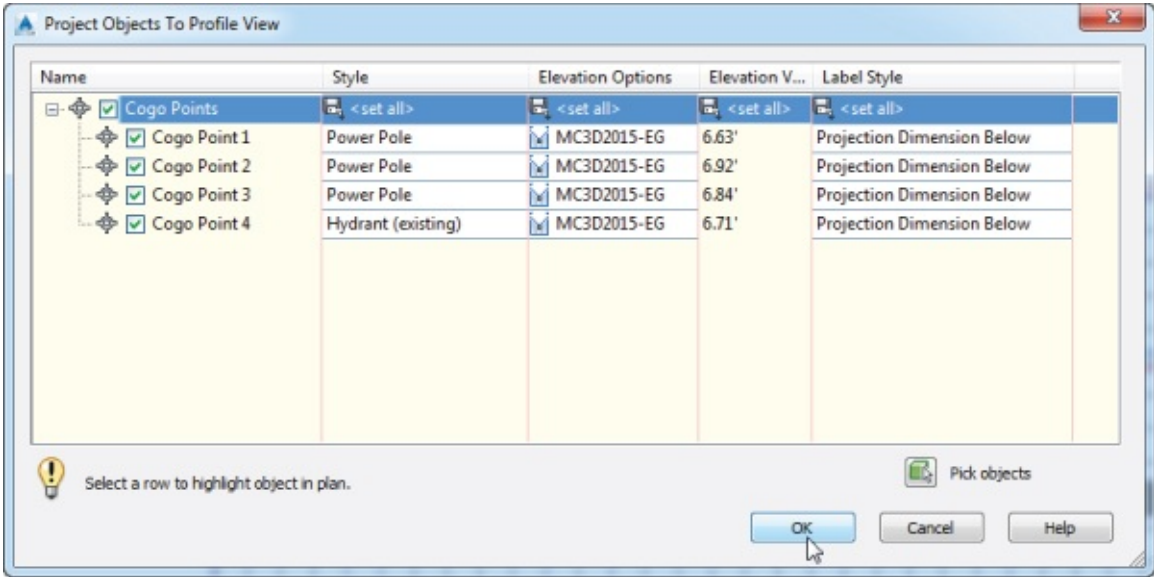 Project Objects To Profile View
Name Style Elevation Options Elevation V... Label Style
Cogo Points <set all> <set all> <set all> <set all>
Cogo Point 1 Power Pole MC3D2015-EG 6.63' Projection Dimension Below
Cogo Point 2 Power Pole MC3D2015-EG 6.92' Projection Dimension Below
Cogo Point 3 Power Pole MC3D2015-EG 6.84' Projection Dimension Below
Cogo Point 4 Hydrant (existing) MC3D2015-EG 6.71' Projection Dimension Below
Select a row to highlight object in plan. Pick objects
OK Cancel Help